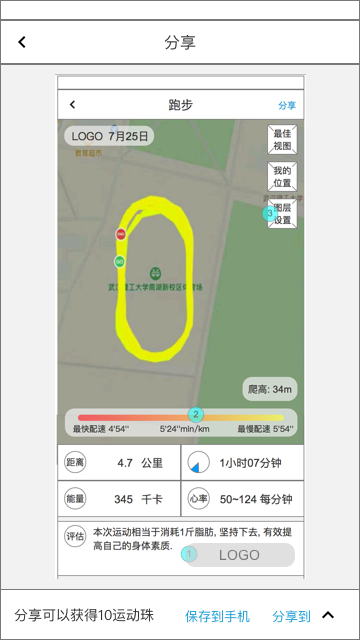 分享
跑步
分享
LOGO 7月25日
最佳
视图
教育超市
我的
位置
图层
设置
3
武汉理工大学南湖新校区体育场
爬高: 34m
2
最快配速 4'54''
5'24''min/km
最慢配速 5'54''
距离
4.7 公里
1小时07分钟
能量
345 千卡
心率
50~124 每分钟
评估
本次运动相当于消耗1斤脂肪, 坚持下去, 有效提
高自己的身体素质.
1
LOGO
分享可以获得10运动珠
保存到手机
分享到